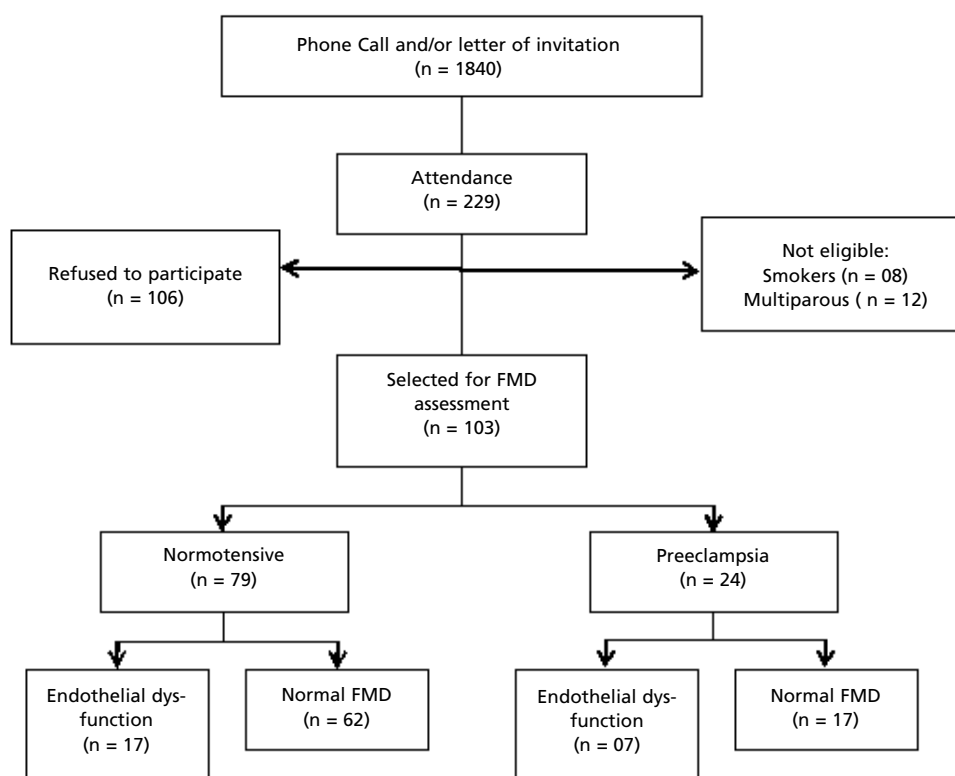 Phone Call and/or letter of invitation
(n = 1840)
Attendance
(n = 229)
Refused to participate
(n = 106)
Not eligible:
Smokers (n = 08)
Multiparous ( n = 12)
Selected for FMD
assessment
(n = 103)
Normotensive
(n = 79)
Preeclampsia
(n = 24)
Endothelial dys-
function
(n = 17)
Normal FMD
(n = 62)
Endothelial dys-
function
(n = 07)
Normal FMD
(n = 17)